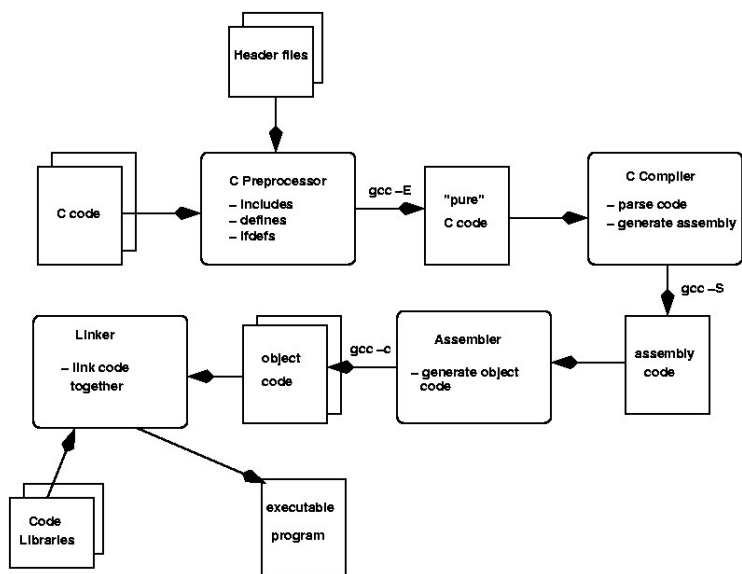 Header files
C code
C Preprocessor
– includes
– defines
– ifdefs
gcc –E
"pure"
C code
C Compiler
– parse code
– generate assembly
gcc –S
Linker
– link code
together
object
code
gcc –c
Assembler
– generate object
code
assembly
code
Code
Libraries
executable
program